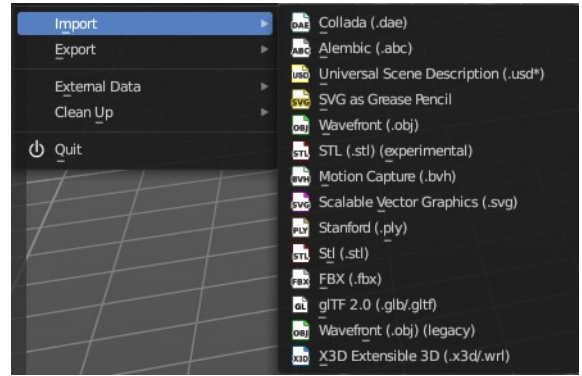 Import
Export
External Data
Clean Up
Quit
DAE Collada (.dae)
ABC Alembic (.abc)
USD Universal Scene Description (.usd*)
SVG SVG as Grease Pencil
OBJ Wavefront (.obj)
STL STL (.stl) (experimental)
BVH Motion Capture (.bvh)
SVG Scalable Vector Graphics (.svg)
PLY Stanford (.ply)
STL Stl (.stl)
FBX FBX (.fbx)
GL glTF 2.0 (.glb/.gltf)
OBJ Wavefront (.obj) (legacy)
X3D X3D Extensible 3D (.x3d/.wrl)